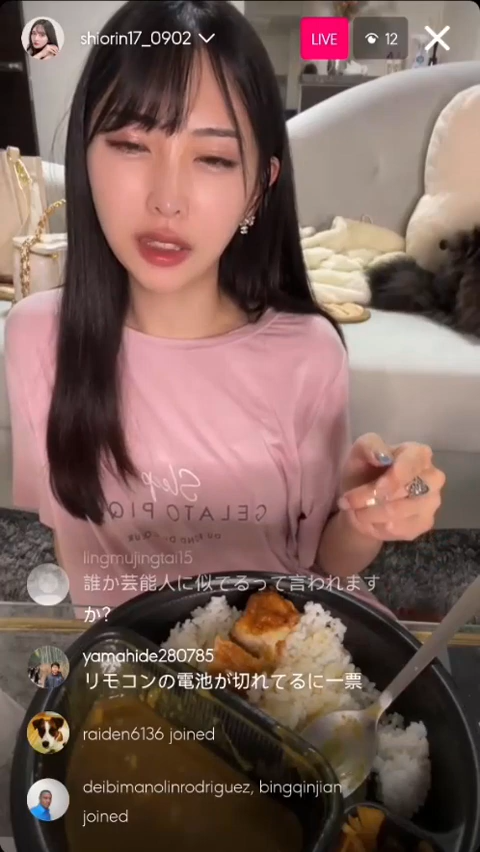 shiorin17_0902
LIVE
12
Sleep
GELATO PIQ
lingmujingtai15
誰か芸能人に似てるって言われます
か?
yamahide280785
リモコンの電池が切れてるに一票
raiden6136 joined
deibimanolinrodriguez, bingqinjian
joined